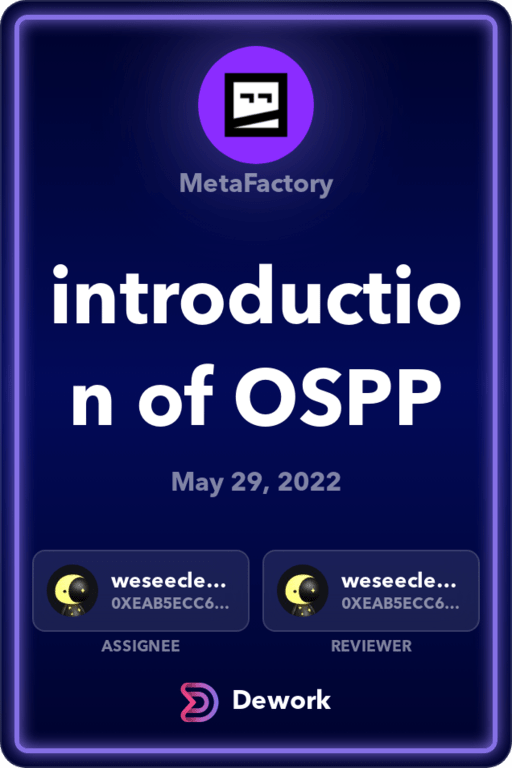 MetaFactory
introductio
n of OSPP
May 29, 2022
weseecle... weseecle...
0XEAB5ECC6... 0XEAB5ECC6...
ASSIGNEE REVIEWER
Dework